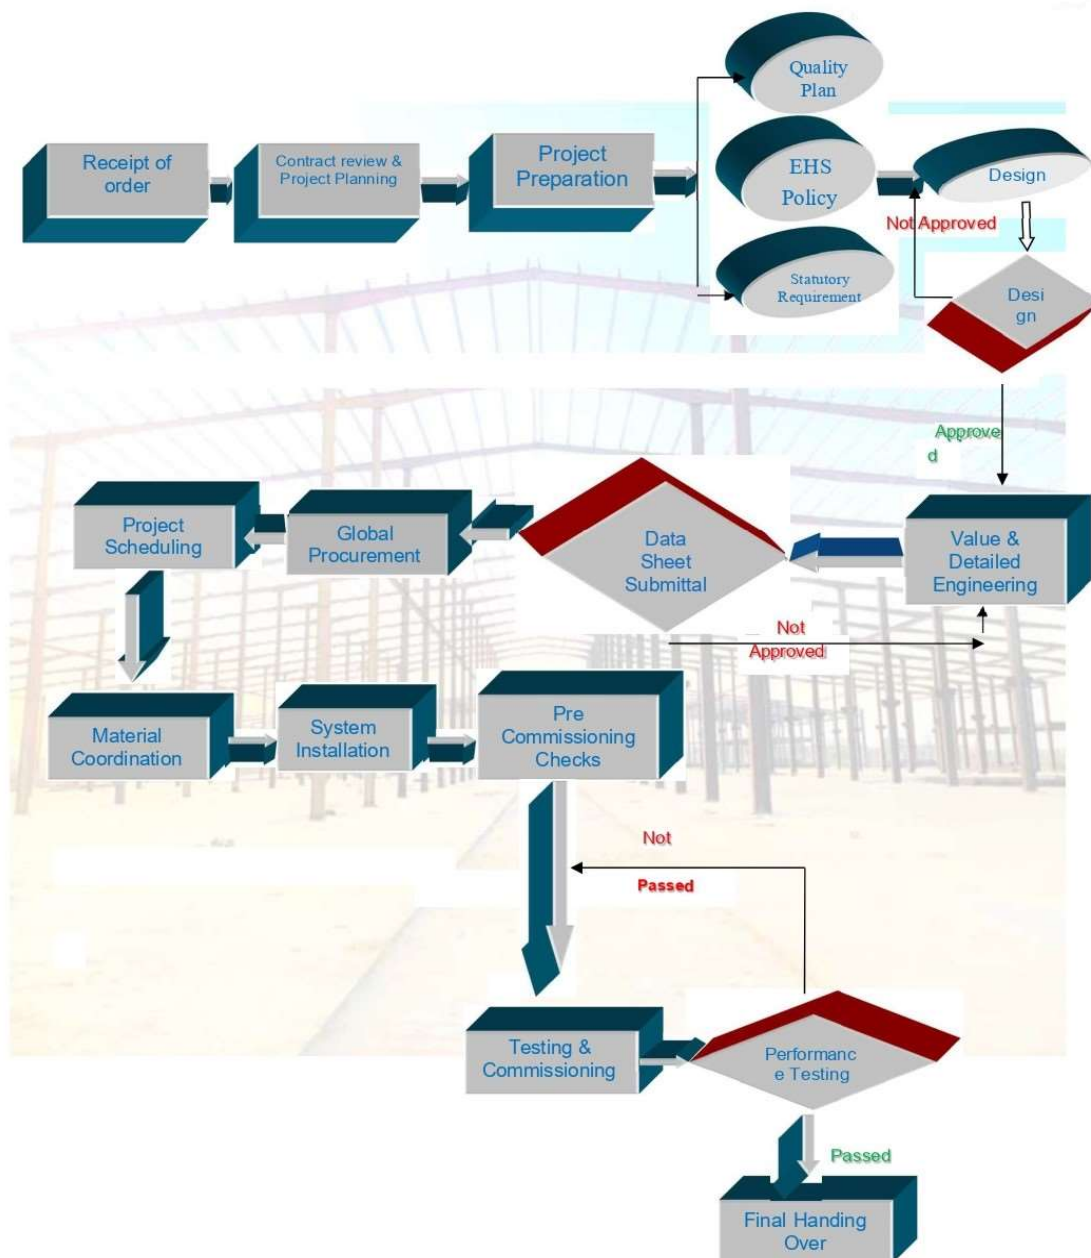 Receipt of
order
Contract review &
Project Planning
Project
Preparation
Quality
Plan
EHS
Policy
Statutory
Requirement
Design
Not Approved
Desi
gn
Approve
d
Value &
Detailed
Engineering
Data
Sheet
Submittal
Not
Approved
Global
Procurement
Project
Scheduling
Material
Coordination
System
Installation
Pre
Commissioning
Checks
Not
Passed
Testing &
Commissioning
Performanc
e Testing
Passed
Final Handing
Over